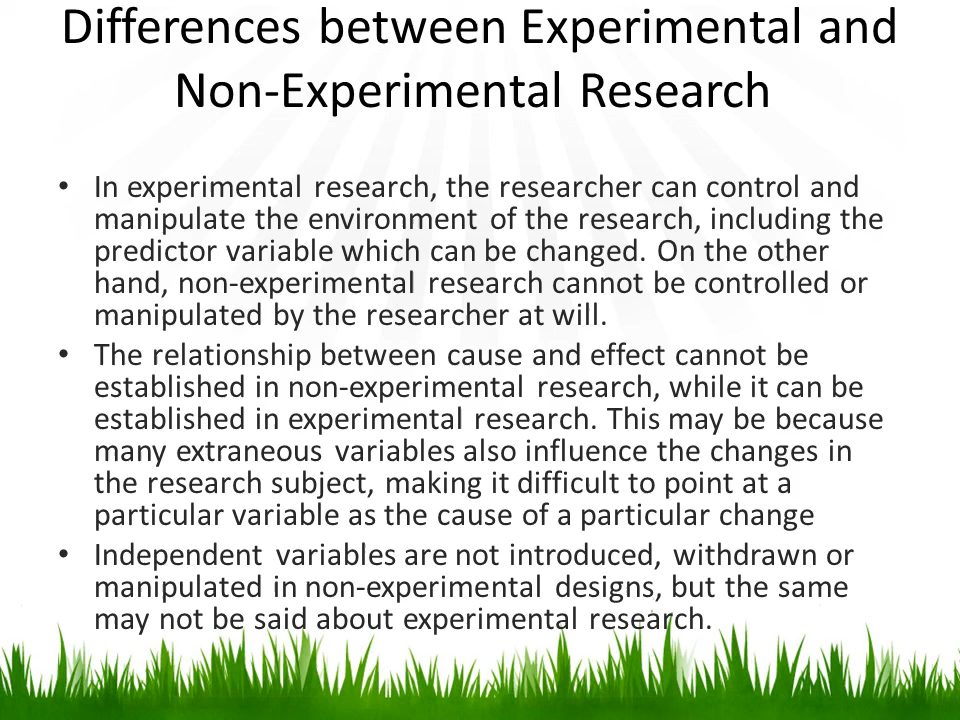 Differences between Experimental and
Non-Experimental Research
• In experimental research, the researcher can control and
manipulate the environment of the research, including the
predictor variable which can be changed. On the other
hand, non-experimental research cannot be controlled or
manipulated by the researcher at will.
• The relationship between cause and effect cannot be
established in non-experimental research, while it can be
established in experimental research. This may be because
many extraneous variables also influence the changes in
the research subject, making it difficult to point at a
particular variable as the cause of a particular change
• Independent variables are not introduced, withdrawn or
manipulated in non-experimental designs, but the same
may not be said about experimental research.